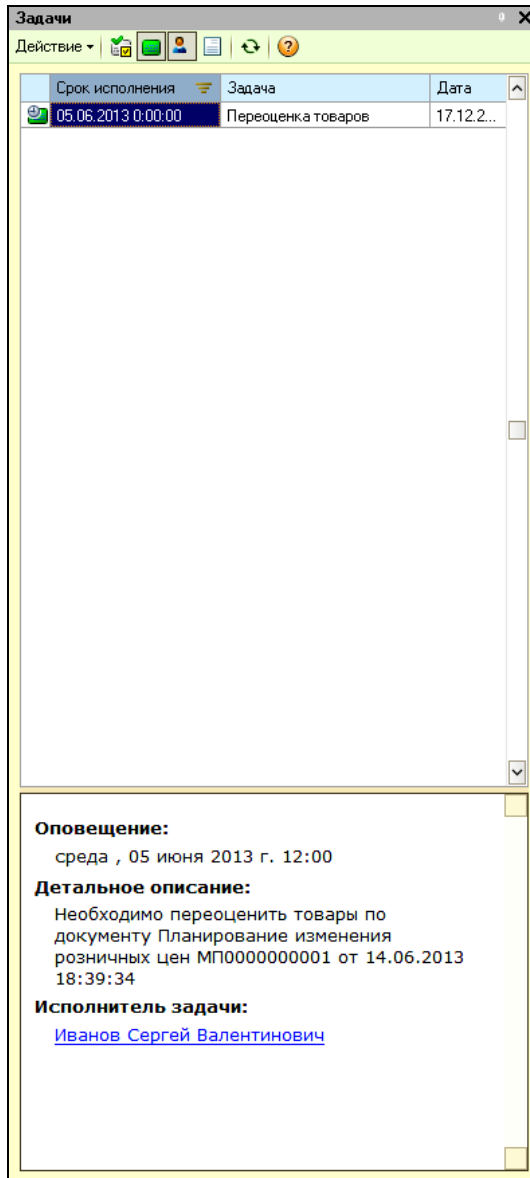 Задачи
Действие
Срок исполнения Задача Дата
05.06.2013 0:00:00 Переоценка товаров 17.12.2...
Оповещение:
среда , 05 июня 2013 г. 12:00
Детальное описание:
Необходимо переоценить товары по
документу Планирование изменения
розничных цен МП0000000001 от 14.06.2013
18:39:34
Исполнитель задачи:
Иванов Сергей Валентинович